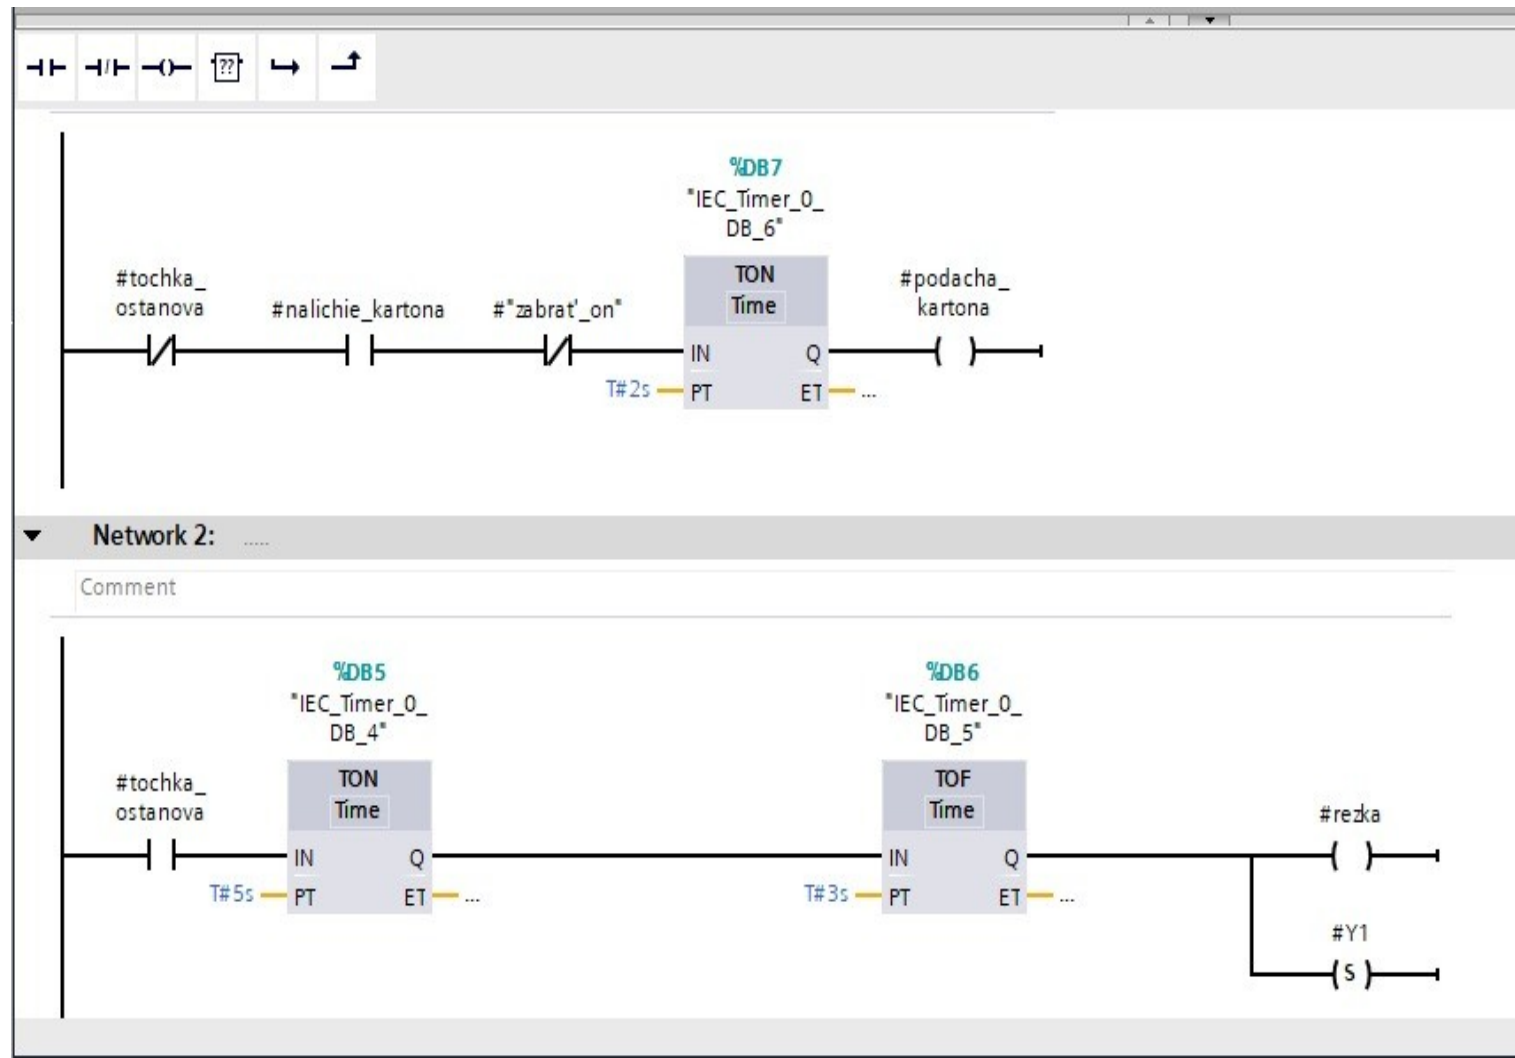 ??
%DB7
"IEC_Timer_0_
DB_6"
#tochka_
ostanova
#nalichie_kartona
#"zabrat'_on"
TON
Time
#podacha_
kartona
IN Q
T#2s PT ET ...
Network 2: .....
Comment
%DB5
"IEC_Timer_0_
DB_4"
%DB6
"IEC_Timer_0_
DB_5"
#tochka_
ostanova
TON
Time
TOF
Time
#rezka
IN Q
IN Q
T#5s PT ET ...
T#3s PT ET ...
#Y1
S